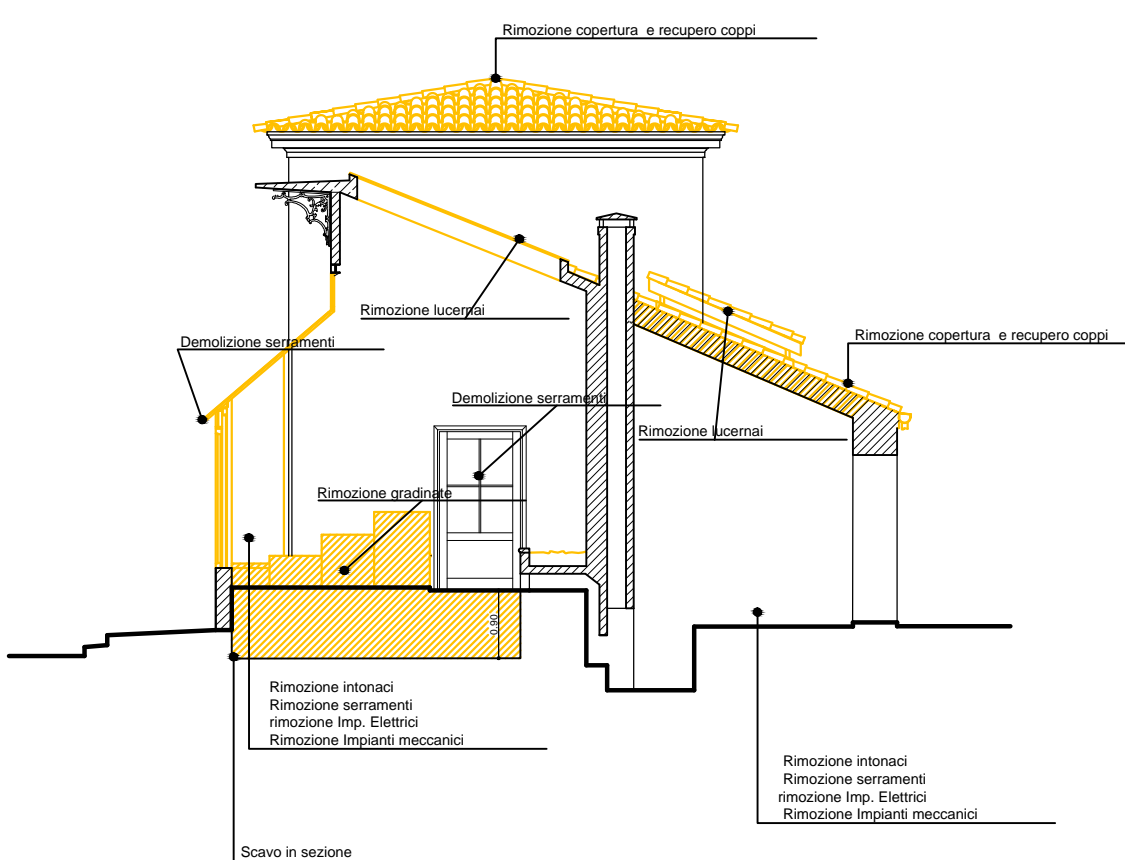 Rimozione copertura e recupero coppi
Rimozione lucernai
Demolizione serramenti
Rimozione copertura e recupero coppi
Demolizione serramenti
Rimozione lucernai
Rimozione gradinate
0.90
Rimozione intonaci
Rimozione serramenti
rimozione Imp. Elettrici
Rimozione Impianti meccanici
Rimozione intonaci
Rimozione serramenti
rimozione Imp. Elettrici
Rimozione Impianti meccanici
Scavo in sezione